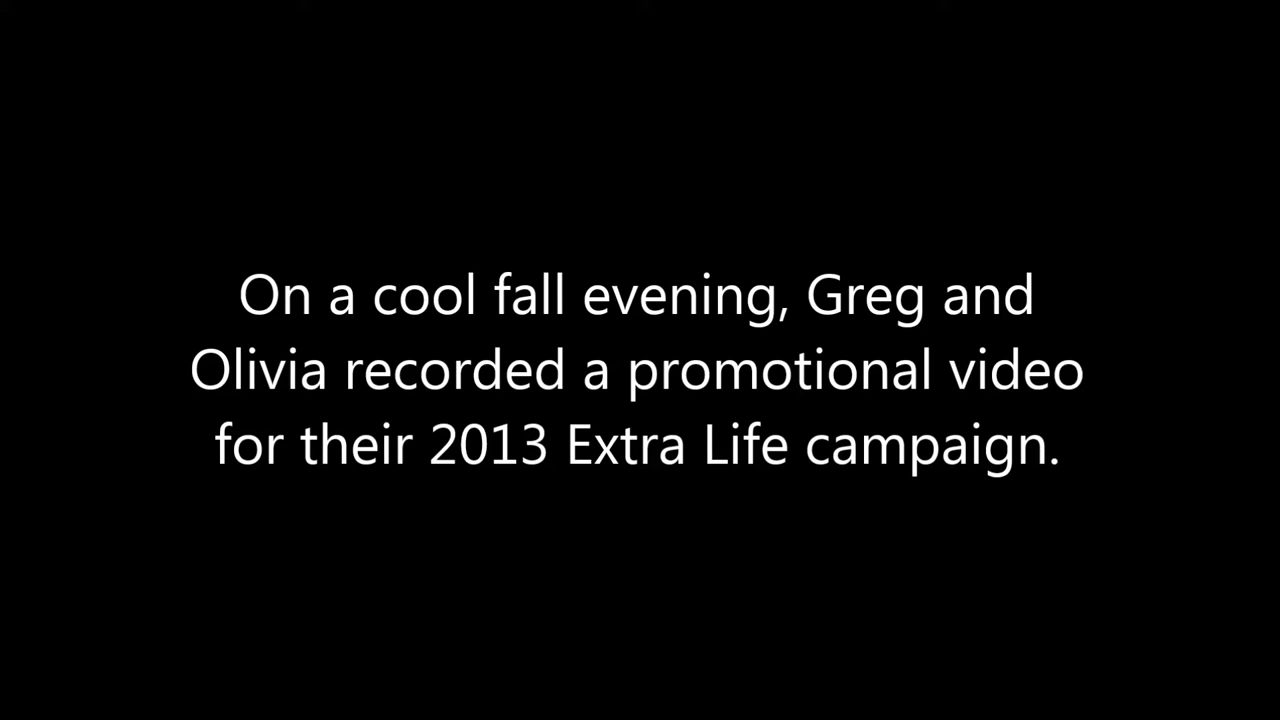 On a cool fall evening, Greg and
Olivia recorded a promotional video
for their 2013 Extra Life campaign.